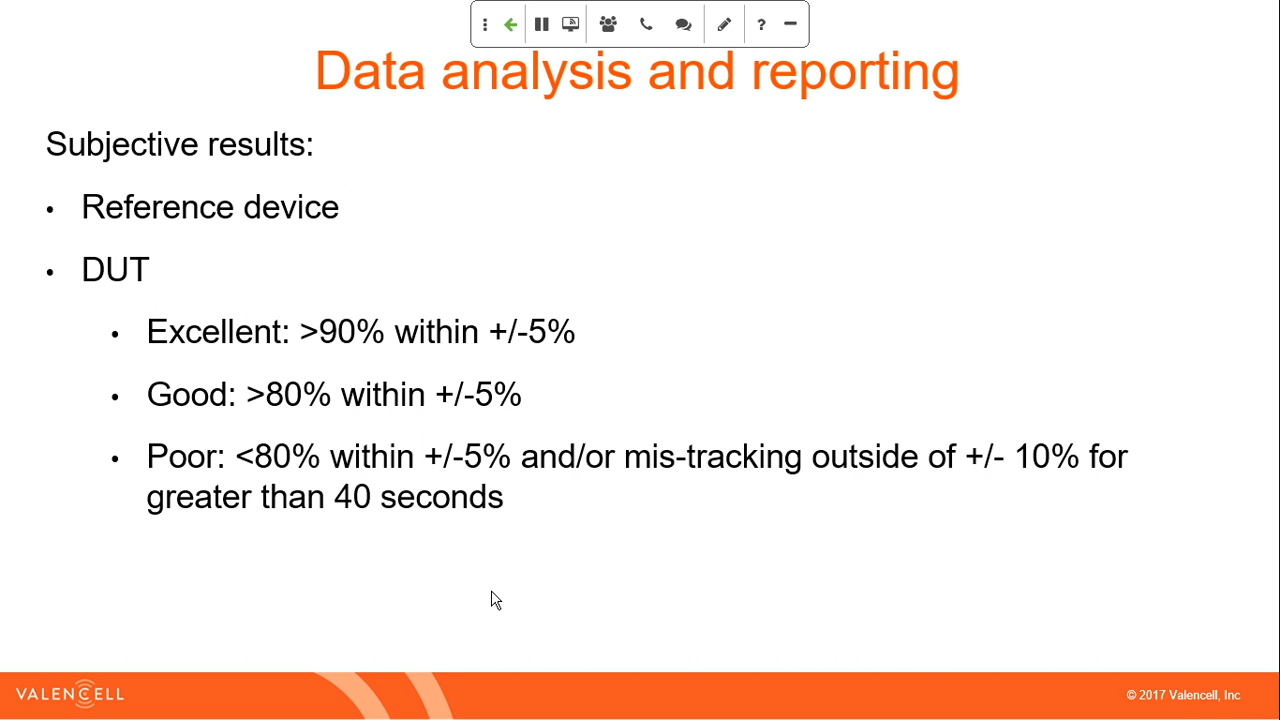 Data analysis and reporting
Subjective results:
• Reference device
• DUT
• Excellent: >90% within +/-5%
• Good: >80% within +/-5%
• Poor: <80% within +/-5% and/or mis-tracking outside of +/- 10% for
greater than 40 seconds
VALENCELL
© 2017 Valencell, Inc